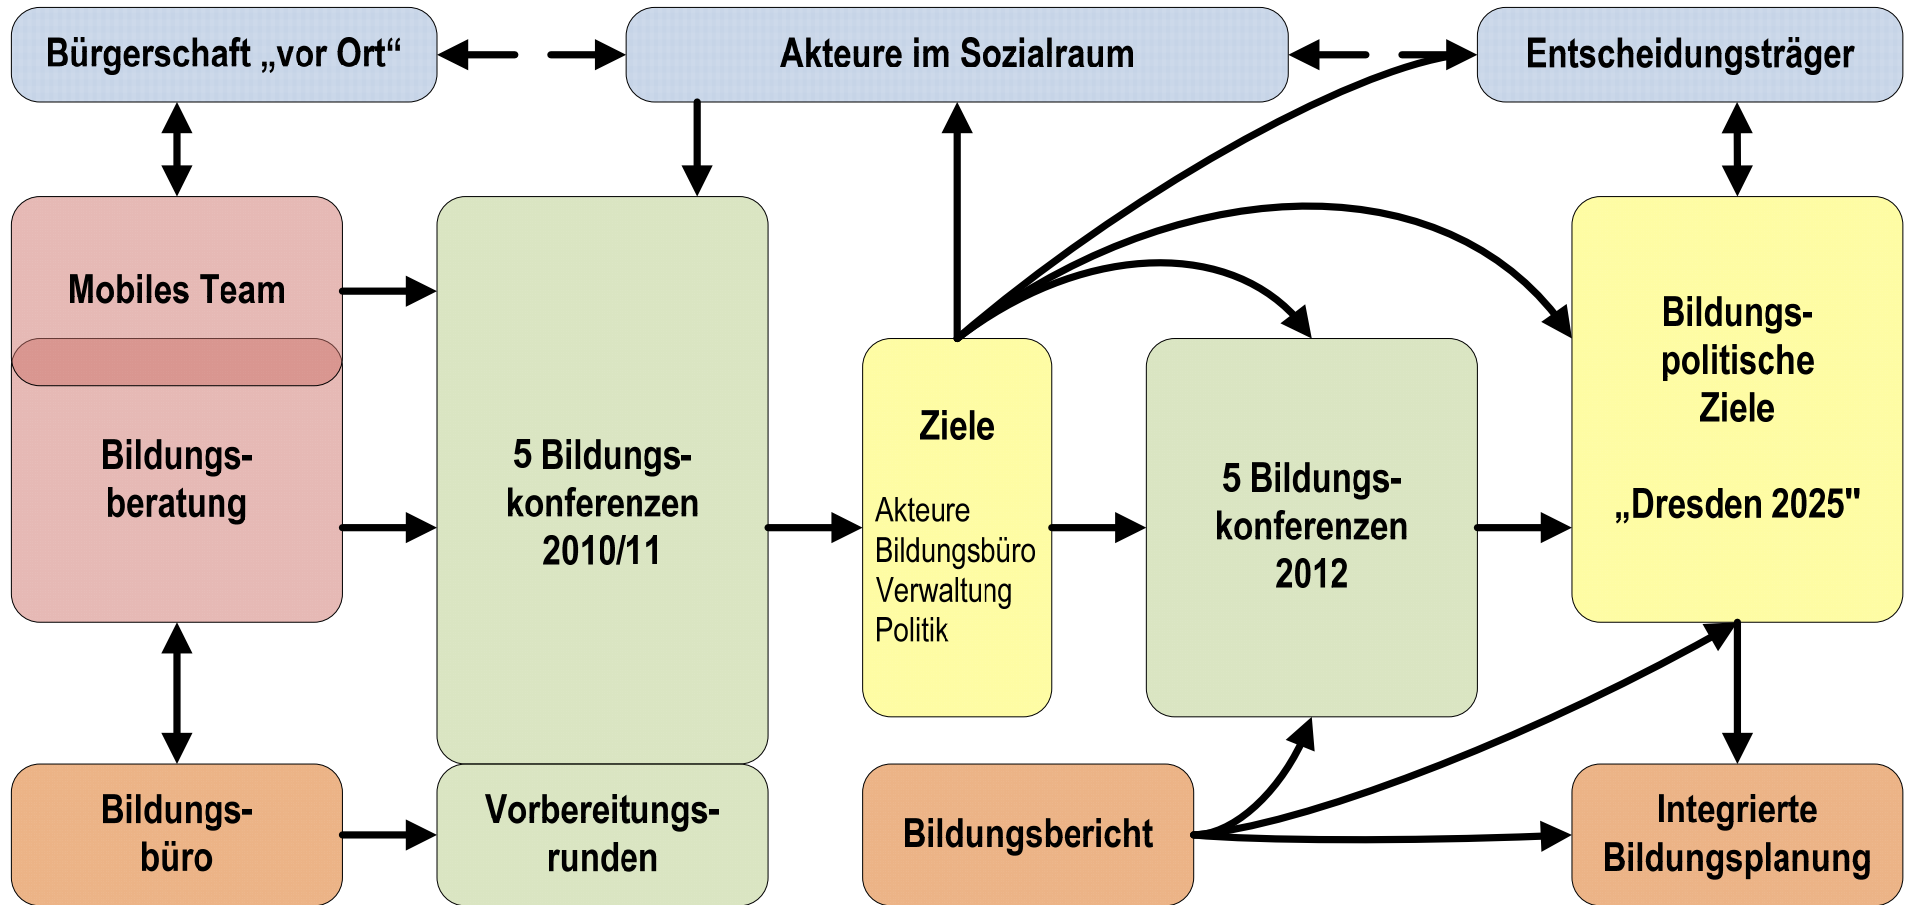 Bürgerschaft „vor Ort“
Akteure im Sozialraum
Entscheidungsträger
Mobiles Team
Bildungs-
beratung
5 Bildungs-
konferenzen
2010/11
Ziele
Akteure
Bildungsbüro
Verwaltung
Politik
5 Bildungs-
konferenzen
2012
Bildungs-
politische
Ziele
„Dresden 2025"
Bildungs-
büro
Vorbereitungs-
runden
Bildungsbericht
Integrierte
Bildungsplanung